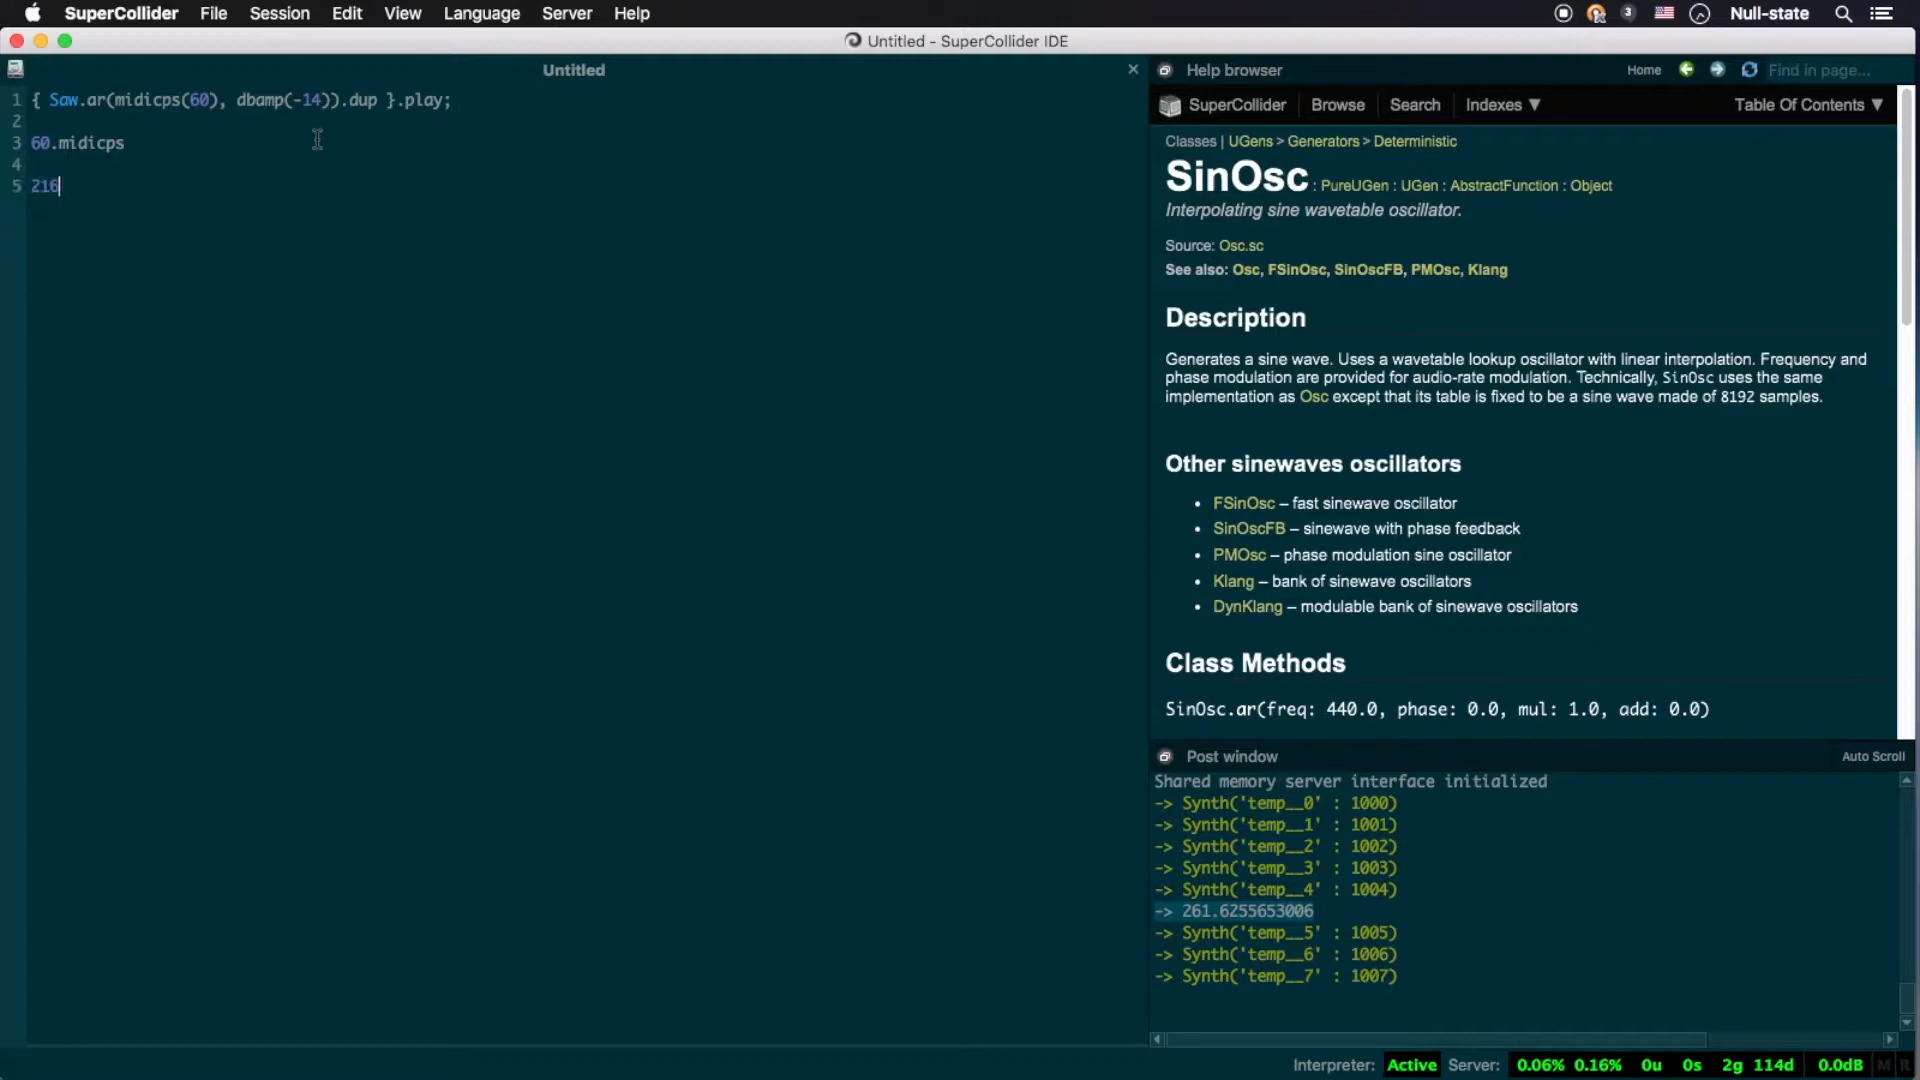 SuperCollider File Session Edit View Language Server Help 3 Null-state
Untitled - SuperCollider IDE
Untitled
1 { Saw.ar(midicps(60), dbamp(-14)).dup }.play;
2
3 60.midicps
4
5 216
Help browser Home Find in page...
SuperCollider Browse Search Indexes ▼ Table Of Contents ▼
Classes | UGens > Generators > Deterministic
SinOsc : PureUGen : UGen : AbstractFunction : Object
Interpolating sine wavetable oscillator.
Source: Osc.sc
See also: Osc, FSinOsc, SinOscFB, PMOsc, Klang
Description
Generates a sine wave. Uses a wavetable lookup oscillator with linear interpolation. Frequency and
phase modulation are provided for audio-rate modulation. Technically, SinOsc uses the same
implementation as Osc except that its table is fixed to be a sine wave made of 8192 samples.
Other sinewaves oscillators
• FSinOsc – fast sinewave oscillator
• SinOscFB – sinewave with phase feedback
• PMOsc – phase modulation sine oscillator
• Klang – bank of sinewave oscillators
• DynKlang – modulable bank of sinewave oscillators
Class Methods
SinOsc.ar(freq: 440.0, phase: 0.0, mul: 1.0, add: 0.0)
Post window Auto Scroll
Shared memory server interface initialized
-> Synth('temp__0' : 1000)
-> Synth('temp__1' : 1001)
-> Synth('temp__2' : 1002)
-> Synth('temp__3' : 1003)
-> Synth('temp__4' : 1004)
-> 261.6255653006
-> Synth('temp__5' : 1005)
-> Synth('temp__6' : 1006)
-> Synth('temp__7' : 1007)
Interpreter: Active Server: 0.06% 0.16% 0u 0s 2g 114d 0.0dB M R